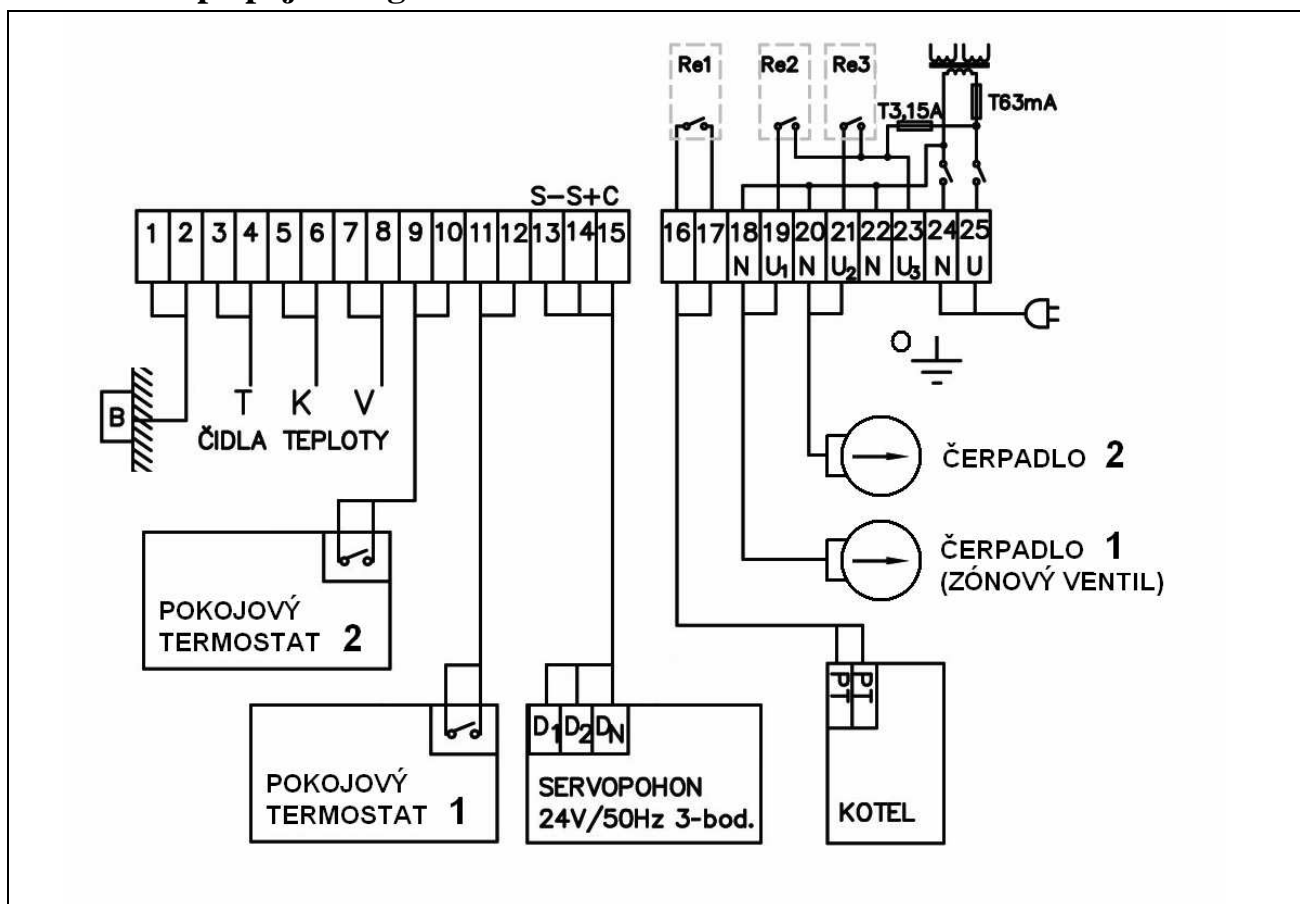 Re1 Re2 Re3
T3,15A T63mA
S-S+C
1 2 3 4 5 6 7 8 9 10 11 12 13 14 15
16 17 18 19 20 21 22 23 24 25
N U1 N U2 N U3 N U
B
T K V
ČIDLA TEPLOTY
ČERPADLO 2
ČERPADLO 1
(ZÓNOVÝ VENTIL)
POKOJOVÝ
TERMOSTAT 2
POKOJOVÝ
TERMOSTAT 1
D1 D2 DN
SERVOPOHON
24V/50Hz 3-bod.
PT PT
KOTEL